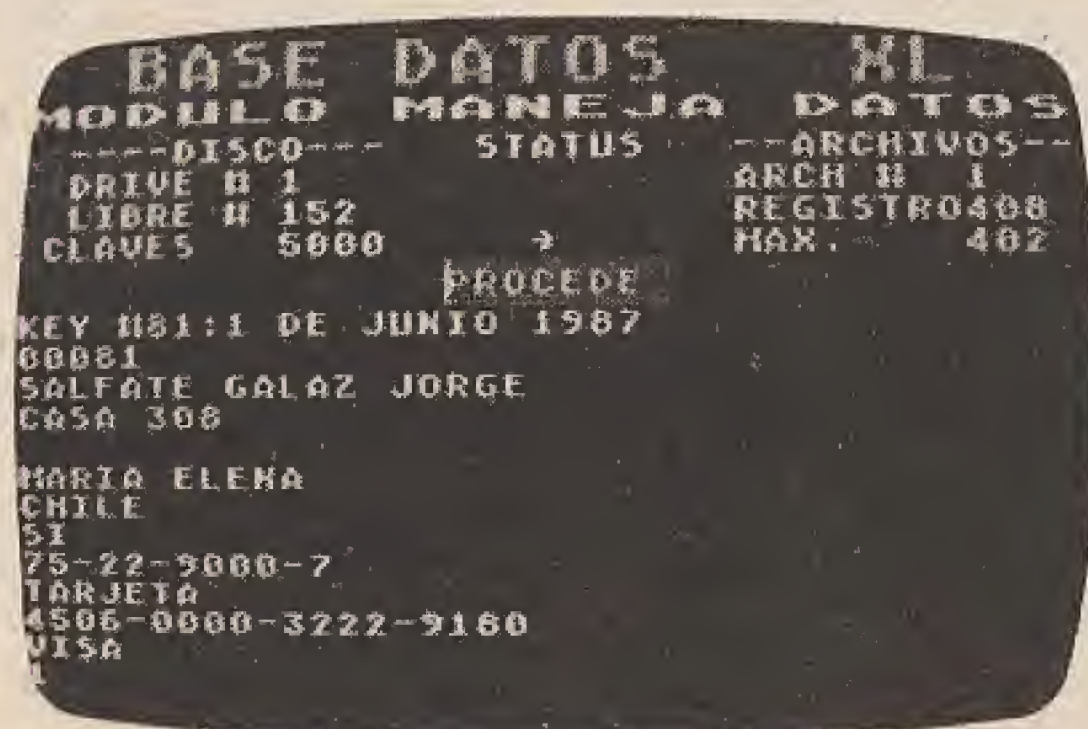 BASE DATOS XL
MODULO MANEJA DATOS
----DISCO--- STATUS --ARCHIVOS--
DRIVE # 1 ARCH # 1
LIBRE # 152 REGISTRO408
CLAVES 5000 → MAX. 402
PROCEDE
KEY #81:1 DE JUNIO 1987
00081
SALFATE GALAZ JORGE
CASA 308
MARIA ELENA
CHILE
SI
75-22-9000-7
TARJETA
4506-0000-3222-9160
VISA
1